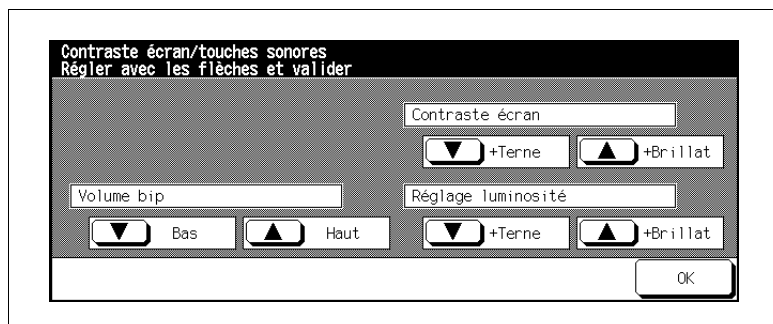 Contraste écran/touches sonores
Régler avec les flèches et valider
Contraste écran
+Terne +Brillat
Volume bip Réglage luminosité
Bas Haut +Terne +Brillat
OK